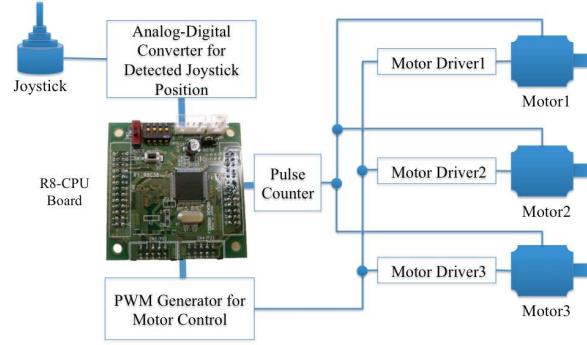 Analog-Digital
Converter for
Detected Joystick
Position
Joystick
Motor Driver1
Motor1
R8-CPU
Board
Pulse
Counter
Motor Driver2
Motor2
Motor Driver3
Motor3
PWM Generator for
Motor Control